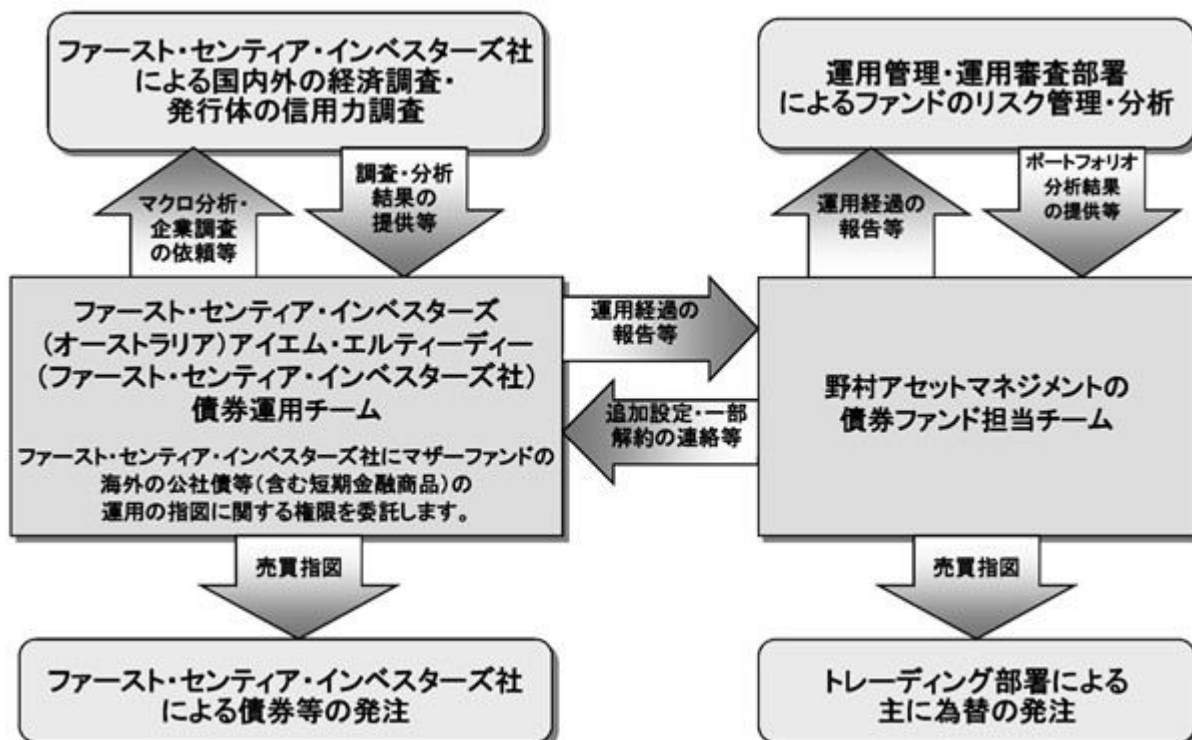 ファースト・センティア・インベスターズ社
による国内外の経済調査・
発行体の信用力調査
運用管理・運用審査部署
によるファンドのリスク管理・分析
マクロ分析・
企業調査
の依頼等
調査・分析
結果の
提供等
運用経過の
報告等
ポートフォリオ
分析結果
の提供等
ファースト・センティア・インベスターズ
(オーストラリア)アイエム・エルティーディー
(ファースト・センティア・インベスターズ社)
債券運用チーム
ファースト・センティア・インベスターズ社にマザーファンドの
海外の公社債等(含む短期金融商品)の
運用の指図に関する権限を委託します。
運用経過の
報告等
追加設定・一部
解約の連絡等
野村アセットマネジメントの
債券ファンド担当チーム
売買指図
売買指図
ファースト・センティア・インベスターズ社
による債券等の発注
トレーディング部署による
主に為替の発注